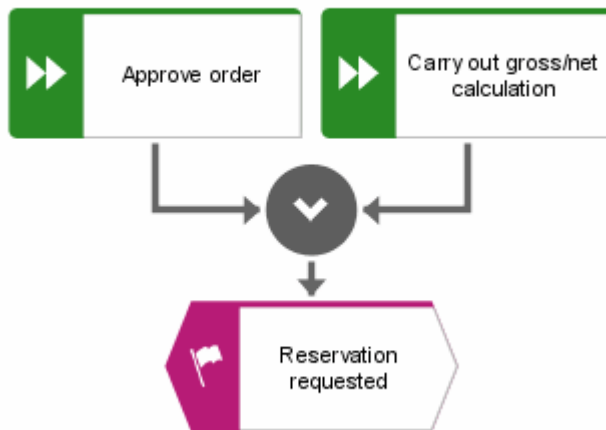 Approve order
Carry out gross/net
calculation
Reservation
requested